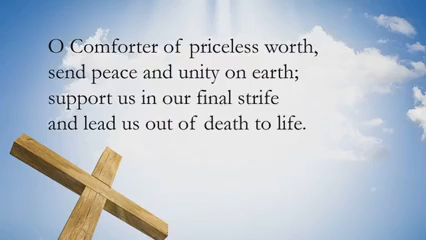 O Comforter of priceless worth,
send peace and unity on earth;
support us in our final strife
and lead us out of death to life.